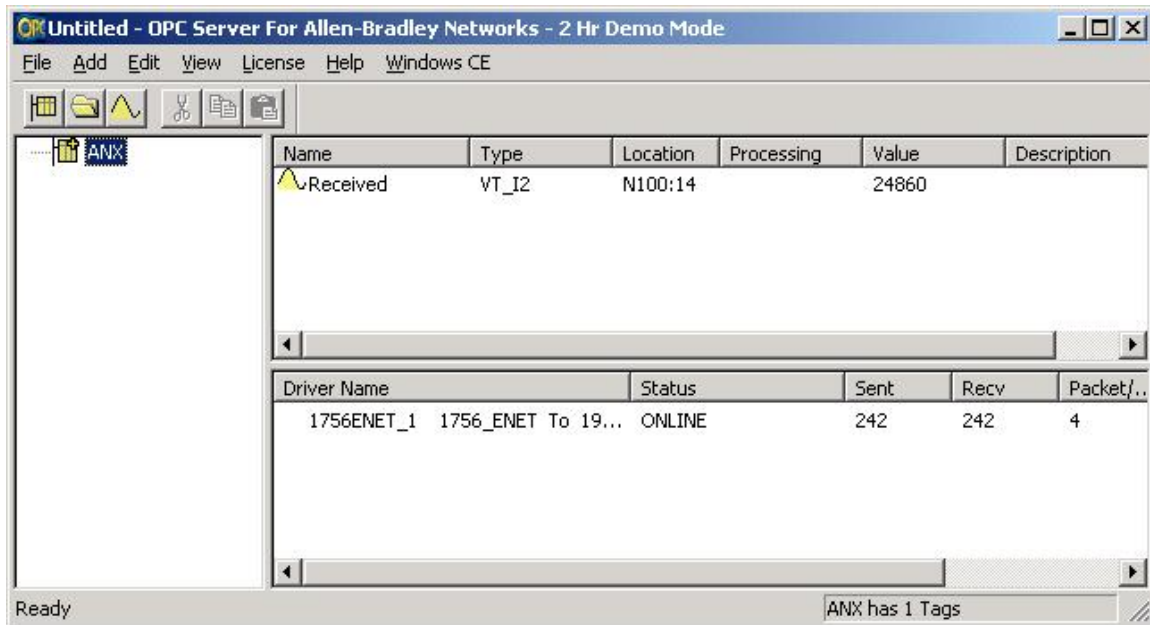 OPC Untitled - OPC Server For Allen-Bradley Networks - 2 Hr Demo Mode
File Add Edit View License Help Windows CE
ANX
Name Type Location Processing Value Description
Received VT_I2 N100:14 24860
Driver Name Status Sent Recv Packet/..
1756ENET_1 1756_ENET To 19... ONLINE 242 242 4
Ready ANX has 1 Tags